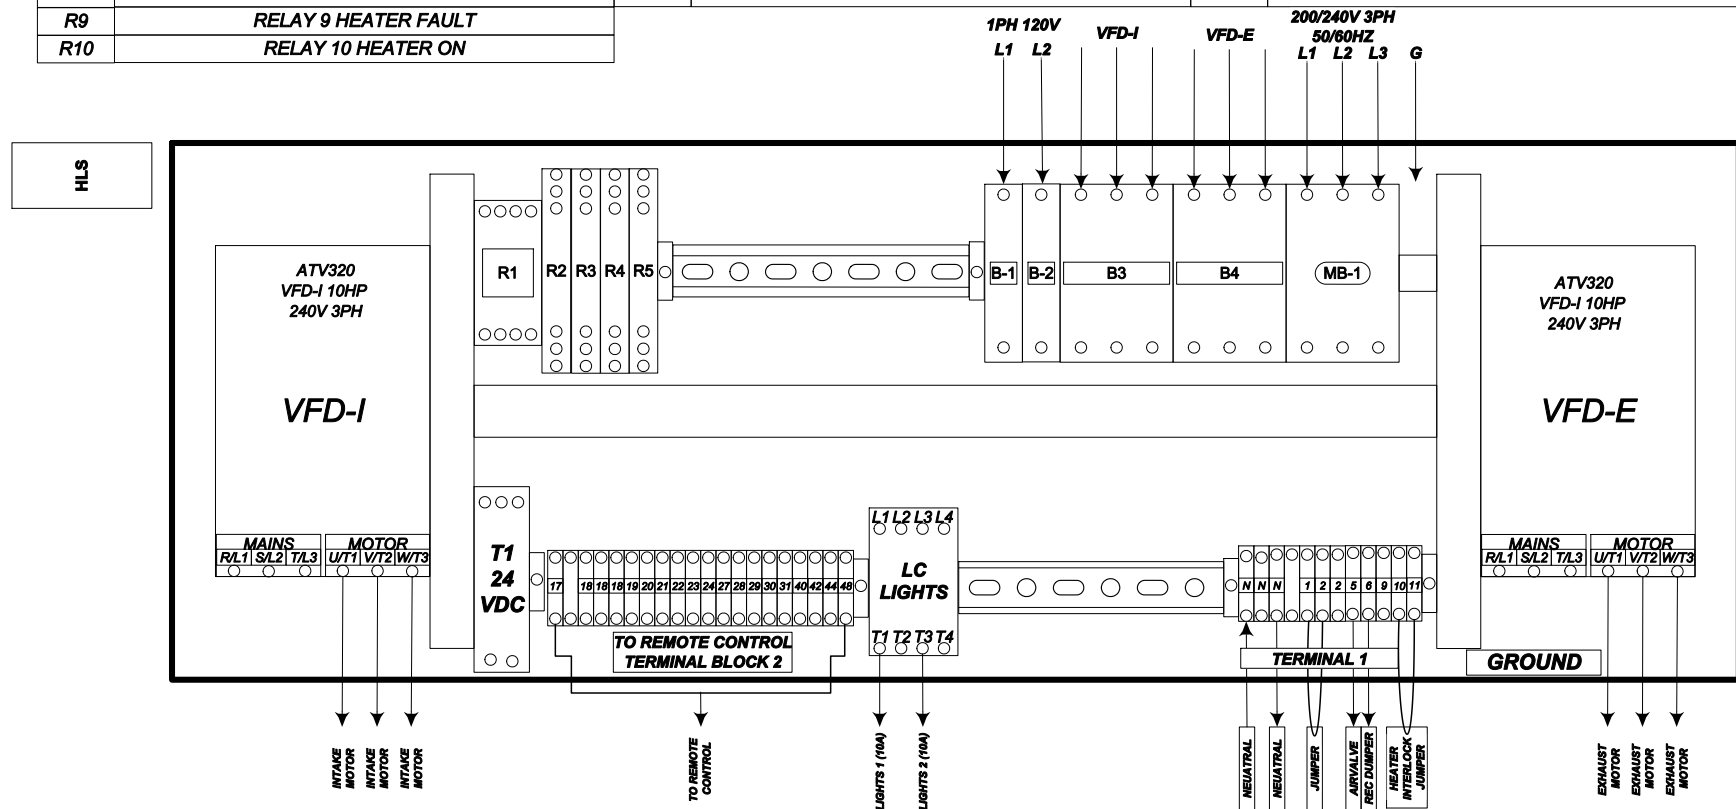 R9 RELAY 9 HEATER FAULT
R10 RELAY 10 HEATER ON
1PH 120V
L1 L2
VFD-I
VFD-E
200/240V 3PH
50/60HZ
L1 L2 L3 G
HLS
ATV320
VFD-I 10HP
240V 3PH
VFD-I
MAINS MOTOR
R/L1 S/L2 T/L3 U/T1 V/T2 W/T3
R1 R2 R3 R4 R5
B-1 B-2 B3 B4 MB-1
ATV320
VFD-I 10HP
240V 3PH
VFD-E
MAINS MOTOR
R/L1 S/L2 T/L3 U/T1 V/T2 W/T3
T1
24
VDC
17 18 18 18 19 20 21 22 23 24 27 28 29 30 31 40 42 44 48
TO REMOTE CONTROL
TERMINAL BLOCK 2
L1 L2 L3 L4
LC
LIGHTS
T1 T2 T3 T4
N N N 1 2 2 5 6 9 10 11
TERMINAL 1
GROUND
INTAKE
MOTOR
INTAKE
MOTOR
INTAKE
MOTOR
TO REMOTE
CONTROL
LIGHTS 1 (10A)
LIGHTS 2 (10A)
NEUATRAL
NEUATRAL
JUMPER
AIRVALVE
REC DUMPER
HEATER
INTERLOCK
JUMPER
EXHAUST
MOTOR
EXHAUST
MOTOR
EXHAUST
MOTOR